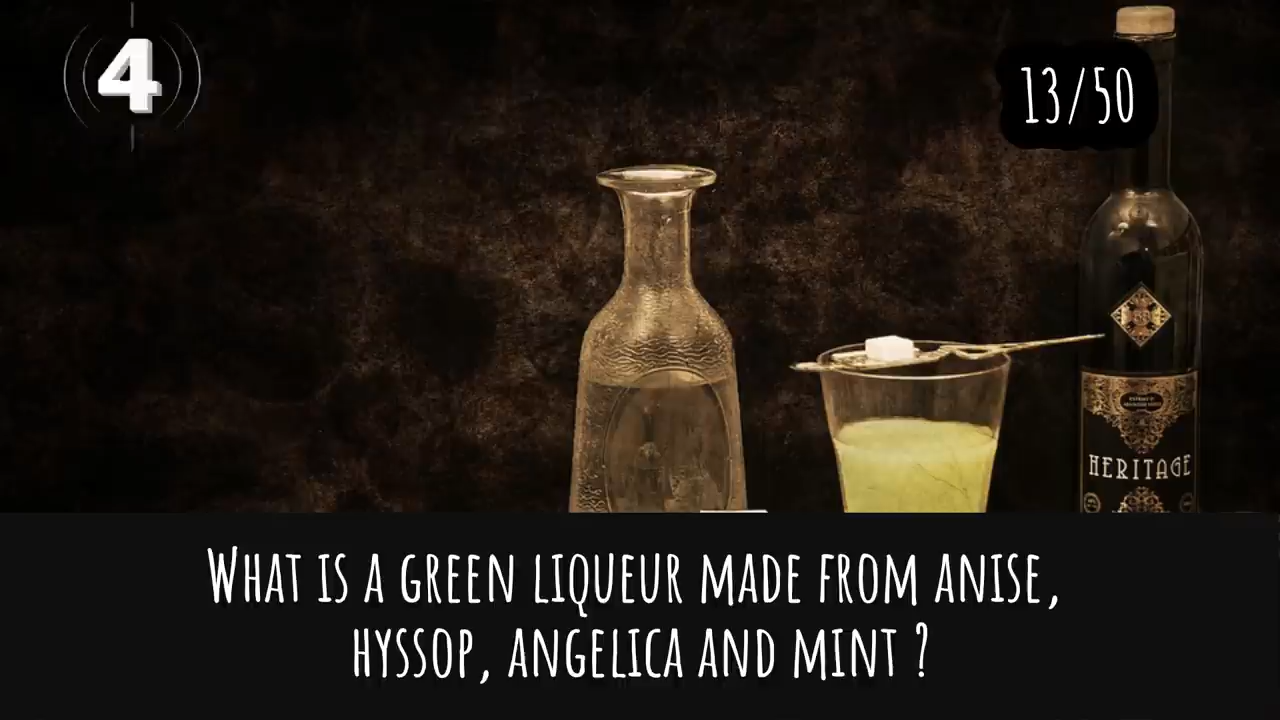 4
13/50
HERITAGE
WHAT IS A GREEN LIQUEUR MADE FROM ANISE,
HYSSOP, ANGELICA AND MINT ?